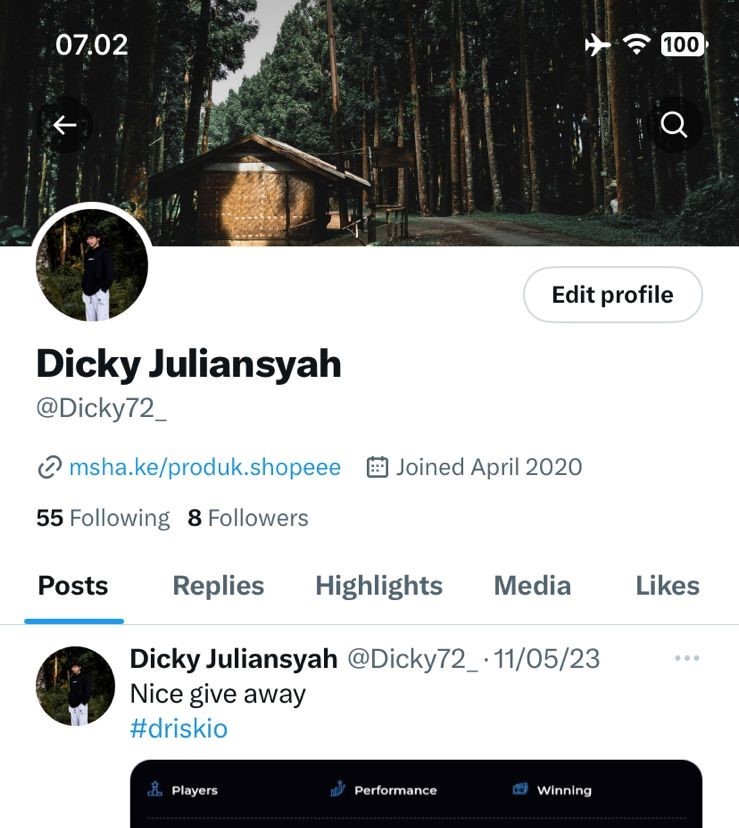 07.02
100
Edit profile
Dicky Juliansyah
@Dicky72_
msha.ke/produk.shopeee Joined April 2020
55 Following 8 Followers
Posts Replies Highlights Media Likes
Dicky Juliansyah @Dicky72_ · 11/05/23
Nice give away
#driskio
Players Performance Winning